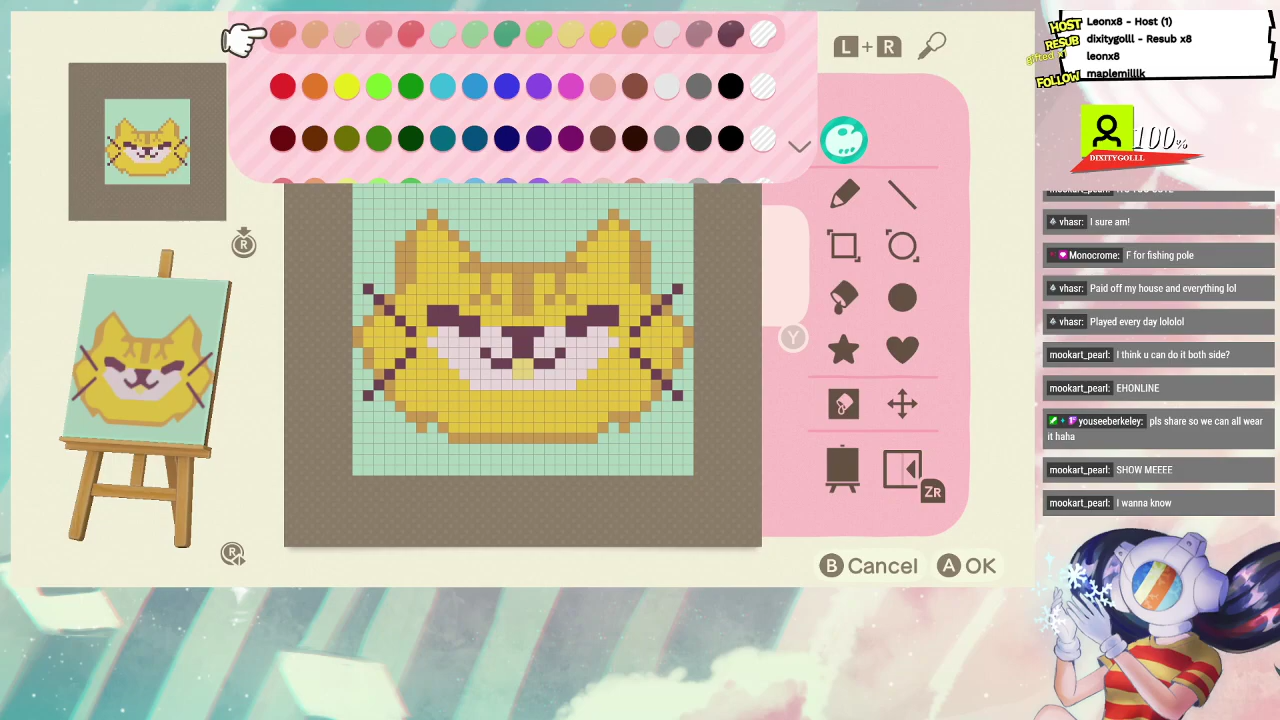 L + R
R
Y
R
ZR
B Cancel A OK
HOST
RESUB
gifted x1
FOLLOW
Leonx8 - Host (1)
dixitygolll - Resub x8
leonx8
maplemilllk
100%
DIXITYGOLLL
vhasr: I sure am!
Monocrome: F for fishing pole
vhasr: Paid off my house and everything lol
vhasr: Played every day lololol
mookart_pearl: I think u can do it both side?
mookart_pearl: EHONLINE
youseeberkeley: pls share so we can all wear
it haha
mookart_pearl: SHOW MEEEE
mookart_pearl: I wanna know